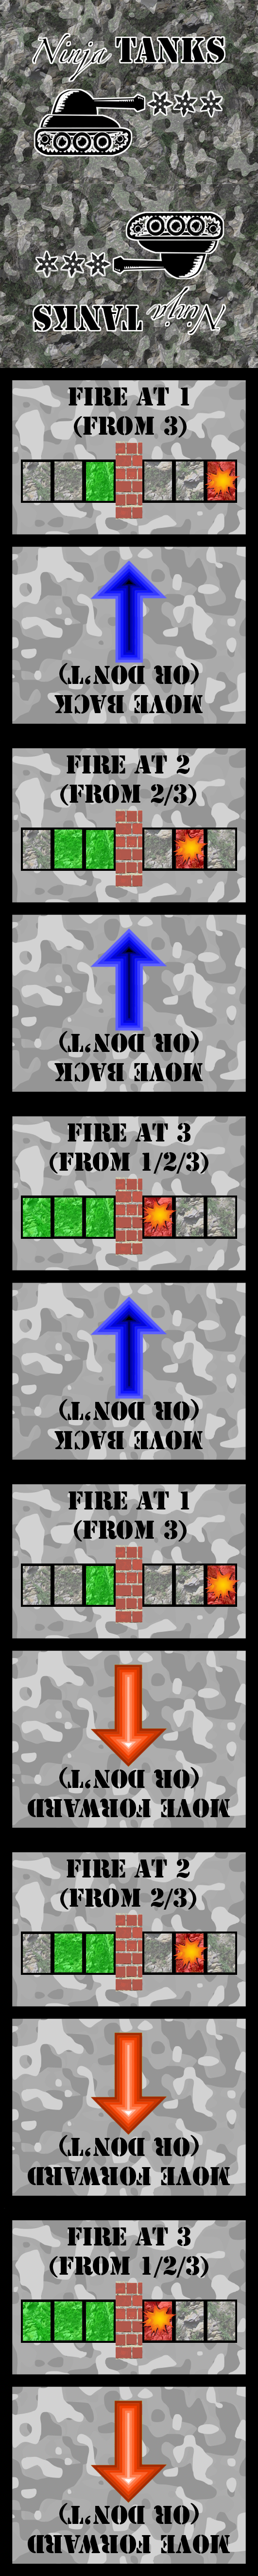 Ninja TANKS
Ninja TANKS
FIRE AT 1
(FROM 3)
MOVE BACK
(OR DON'T)
FIRE AT 2
(FROM 2/3)
MOVE BACK
(OR DON'T)
FIRE AT 3
(FROM 1/2/3)
MOVE BACK
(OR DON'T)
FIRE AT 1
(FROM 3)
MOVE FORWARD
(OR DON'T)
FIRE AT 2
(FROM 2/3)
MOVE FORWARD
(OR DON'T)
FIRE AT 3
(FROM 1/2/3)
MOVE FORWARD
(OR DON'T)